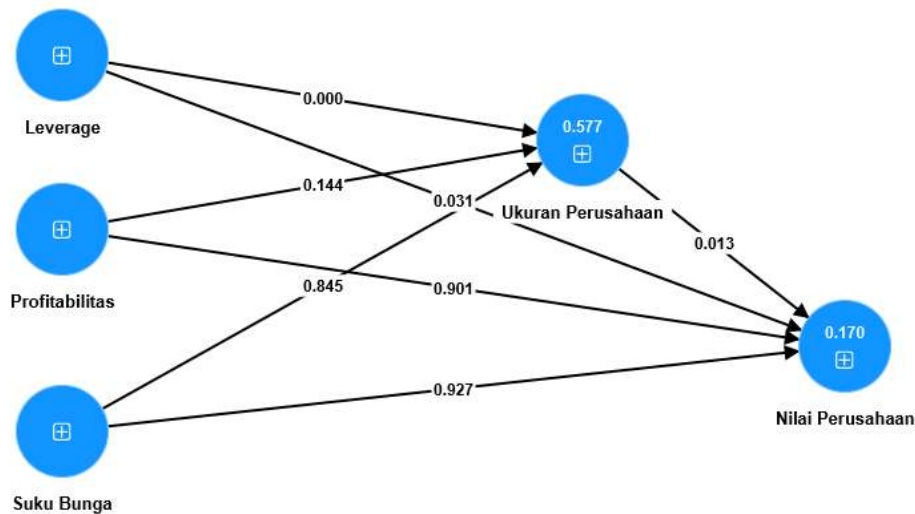 Leverage
0.000
0.577
Ukuran Perusahaan
0.144
0.031
0.013
Profitabilitas
0.845
0.901
0.170
Nilai Perusahaan
0.927
Suku Bunga